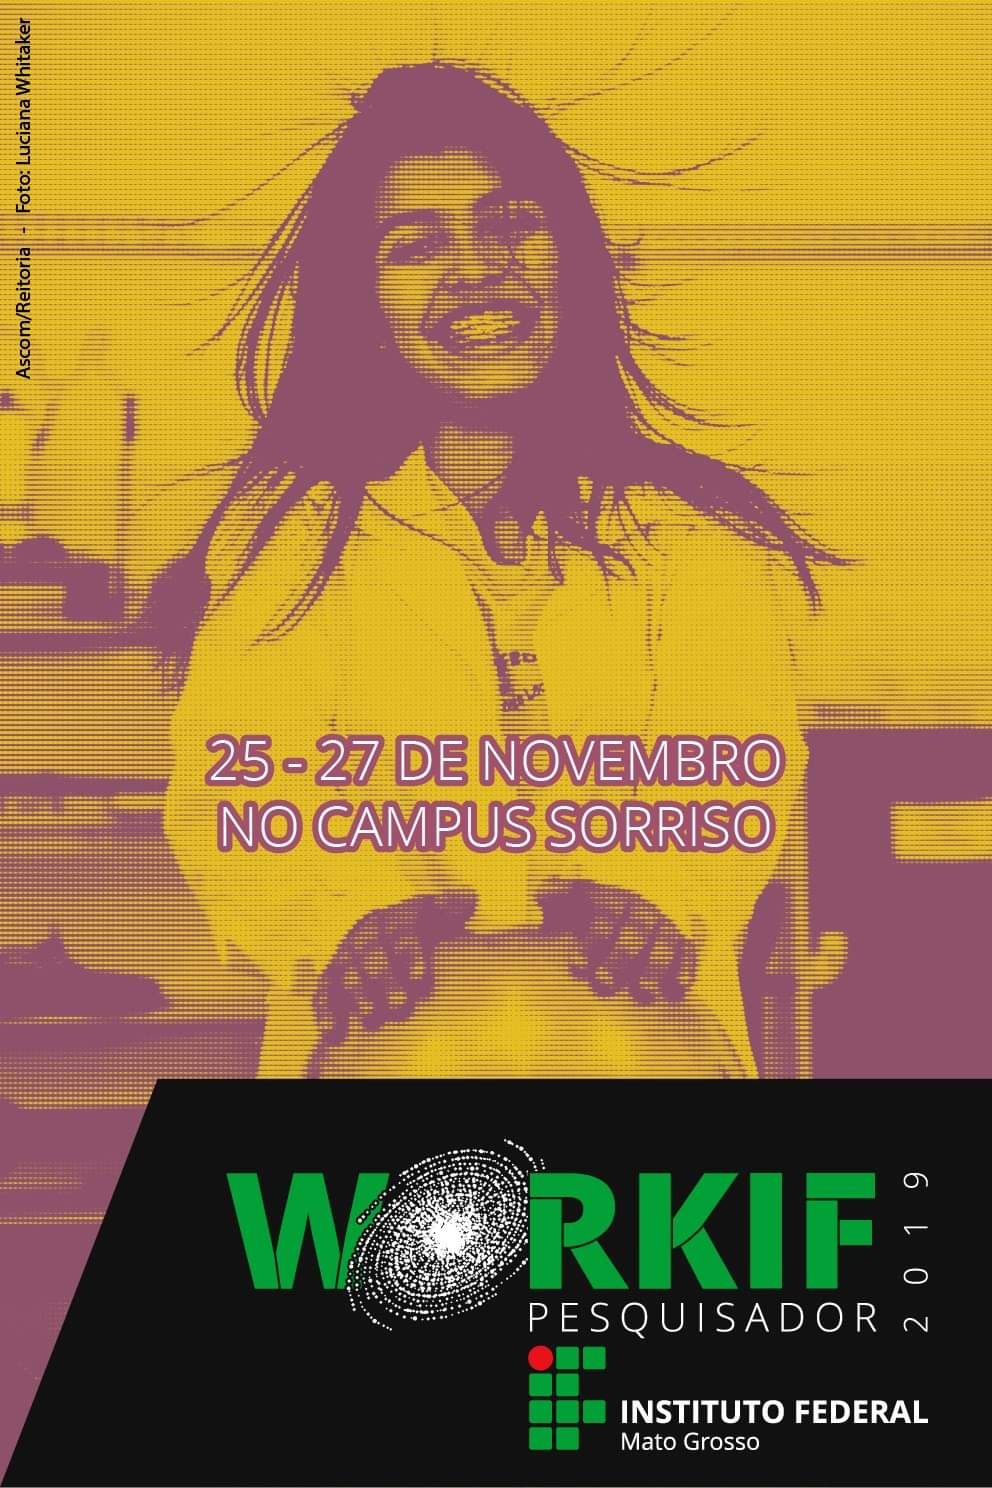 Ascom/Reitoria - Foto: Luciana Whitaker
25 - 27 DE NOVEMBRO
NO CAMPUS SORRISO
WORKIF
2019
PESQUISADOR
INSTITUTO FEDERAL
Mato Grosso